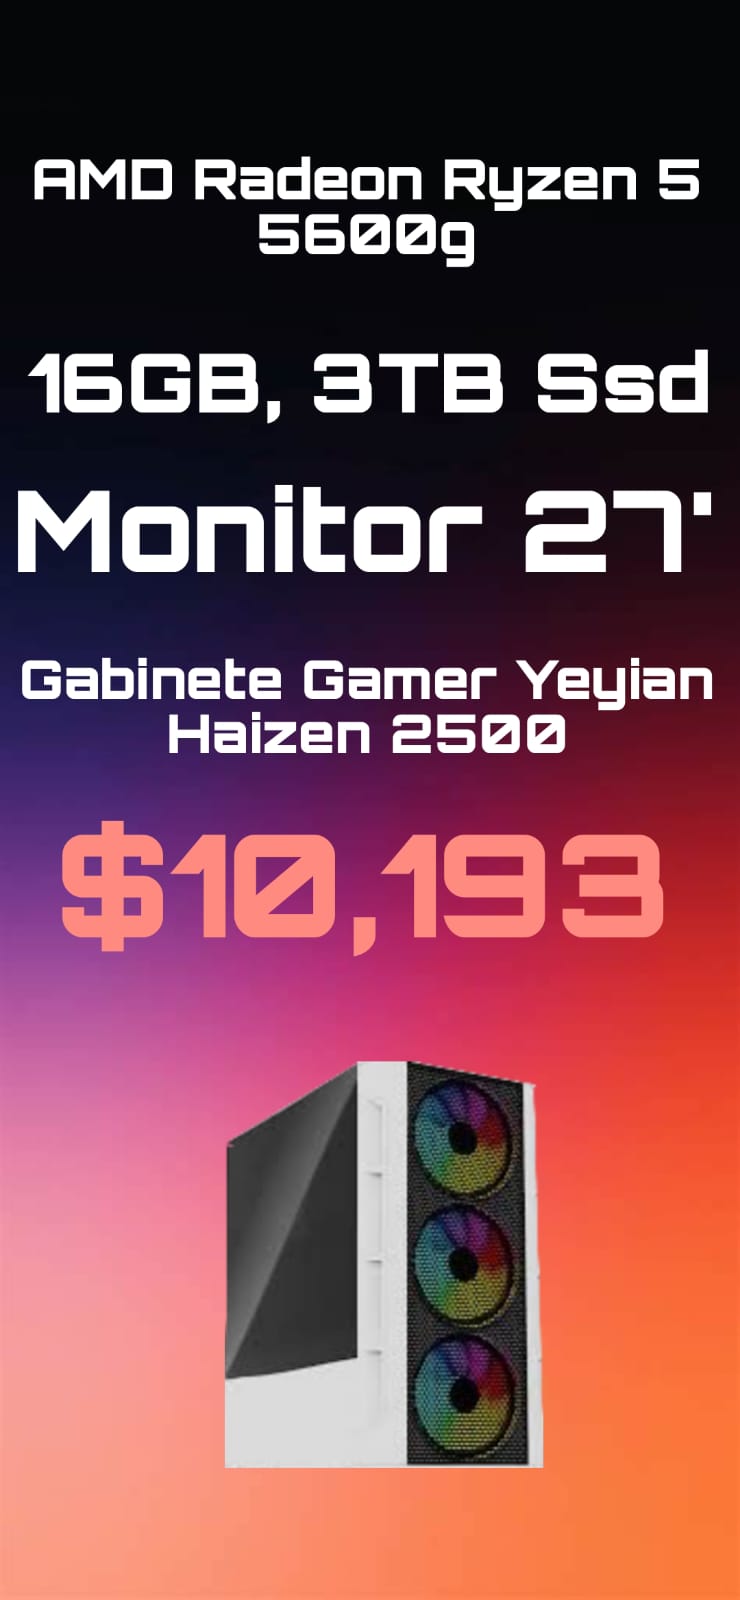 AMD Radeon Ryzen 5
5600g
16GB, 3TB Ssd
Monitor 27'
Gabinete Gamer Yeyian
Haizen 2500
$10,193